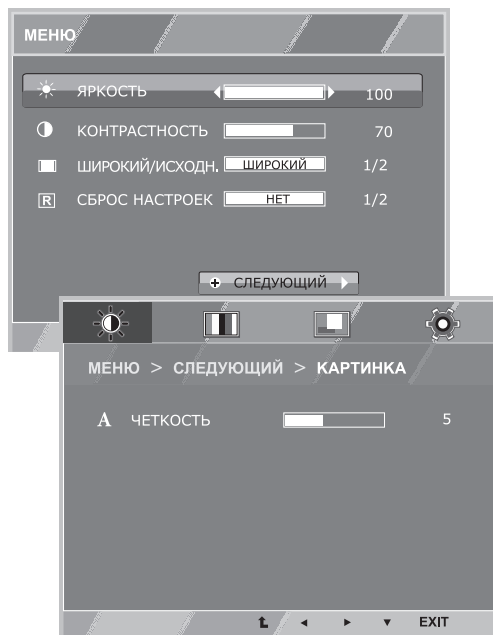 МЕНЮ
ЯРКОСТЬ 100
КОНТРАСТНОСТЬ 70
ШИРОКИЙ/ИСХОДН. ШИРОКИЙ 1/2
R СБРОС НАСТРОЕК НЕТ 1/2
СЛЕДУЮЩИЙ
МЕНЮ > СЛЕДУЮЩИЙ > КАРТИНКА
A ЧЕТКОСТЬ 5
EXIT